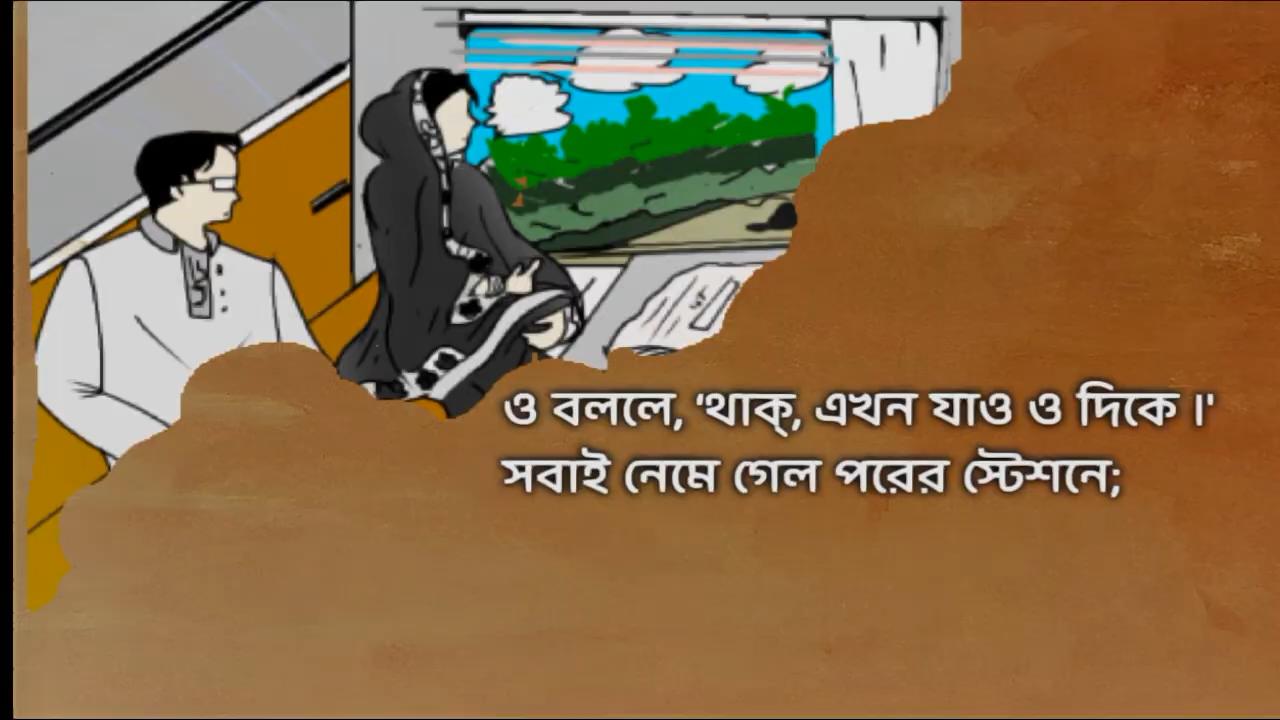 ও বললে, 'থাক্, এখন যাও ও দিকে ।'
সবাই নেমে গেল পরের স্টেশনে;